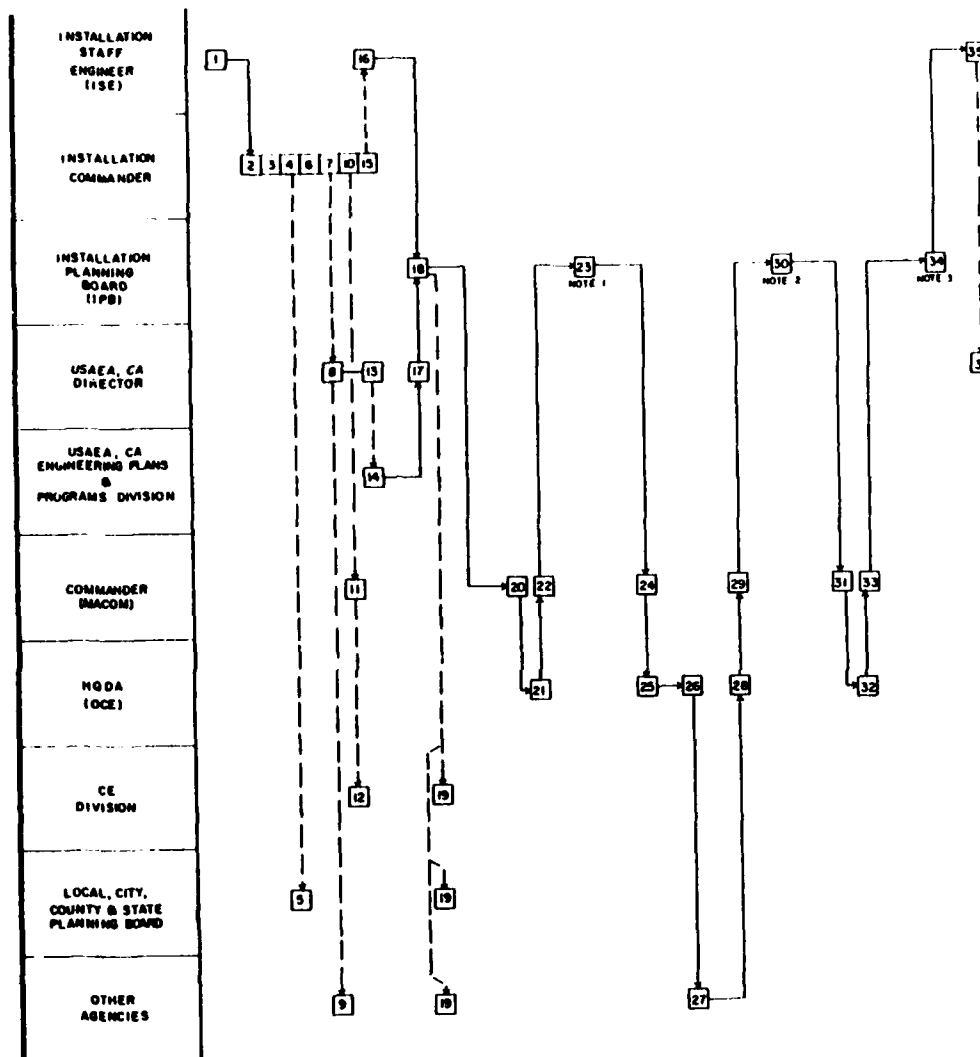 INSTALLATION
STAFF
ENGINEER
(ISE)
1
16
35
INSTALLATION
COMMANDER
2 3 4 6 7 10 15
INSTALLATION
PLANNING
BOARD
(IPB)
18
23
NOTE 1
30
NOTE 2
34
NOTE 3
USAEA, CA
DIRECTOR
8
13
17
3
USAEA, CA
ENGINEERING PLANS
&
PROGRAMS DIVISION
14
COMMANDER
(MACOM)
11
20
22
24
29
31
33
HQDA
(OCE)
21
25
26
28
32
CE
DIVISION
12
19
LOCAL, CITY,
COUNTY & STATE
PLANNING BOARD
5
19
OTHER
AGENCIES
9
19
27